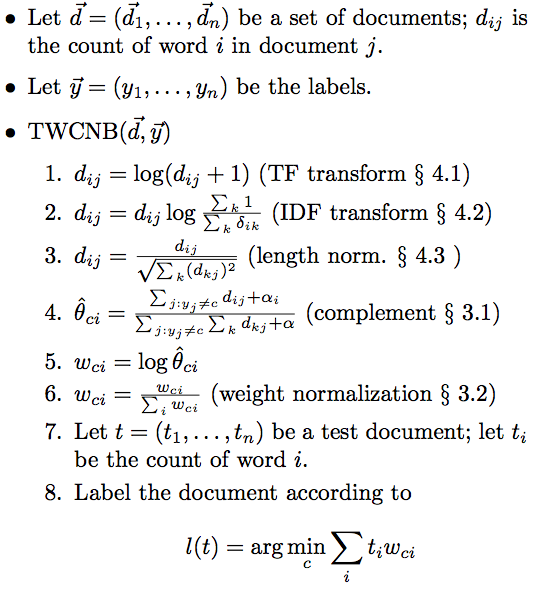 • Let $\vec{d} = (\vec{d}_1, \ldots, \vec{d}_n)$ be a set of documents; $d_{ij}$ is
the count of word $i$ in document $j$.
• Let $\vec{y} = (y_1, \ldots, y_n)$ be the labels.
• TWCNB($\vec{d}, \vec{y}$)
1. $d_{ij} = \log(d_{ij} + 1)$ (TF transform § 4.1)
2. $d_{ij} = d_{ij} \log \frac{\sum_k 1}{\sum_k \delta_{ik}}$ (IDF transform § 4.2)
3. $d_{ij} = \frac{d_{ij}}{\sqrt{\sum_k (d_{kj})^2}}$ (length norm. § 4.3 )
4. $\hat{\theta}_{ci} = \frac{\sum_{j:y_j \neq c} d_{ij} + \alpha_i}{\sum_{j:y_j \neq c} \sum_k d_{kj} + \alpha}$ (complement § 3.1)
5. $w_{ci} = \log \hat{\theta}_{ci}$
6. $w_{ci} = \frac{w_{ci}}{\sum_i w_{ci}}$ (weight normalization § 3.2)
7. Let $t = (t_1, \ldots, t_n)$ be a test document; let $t_i$
be the count of word $i$.
8. Label the document according to
$l(t) = \arg\min_c \sum_i t_i w_{ci}$